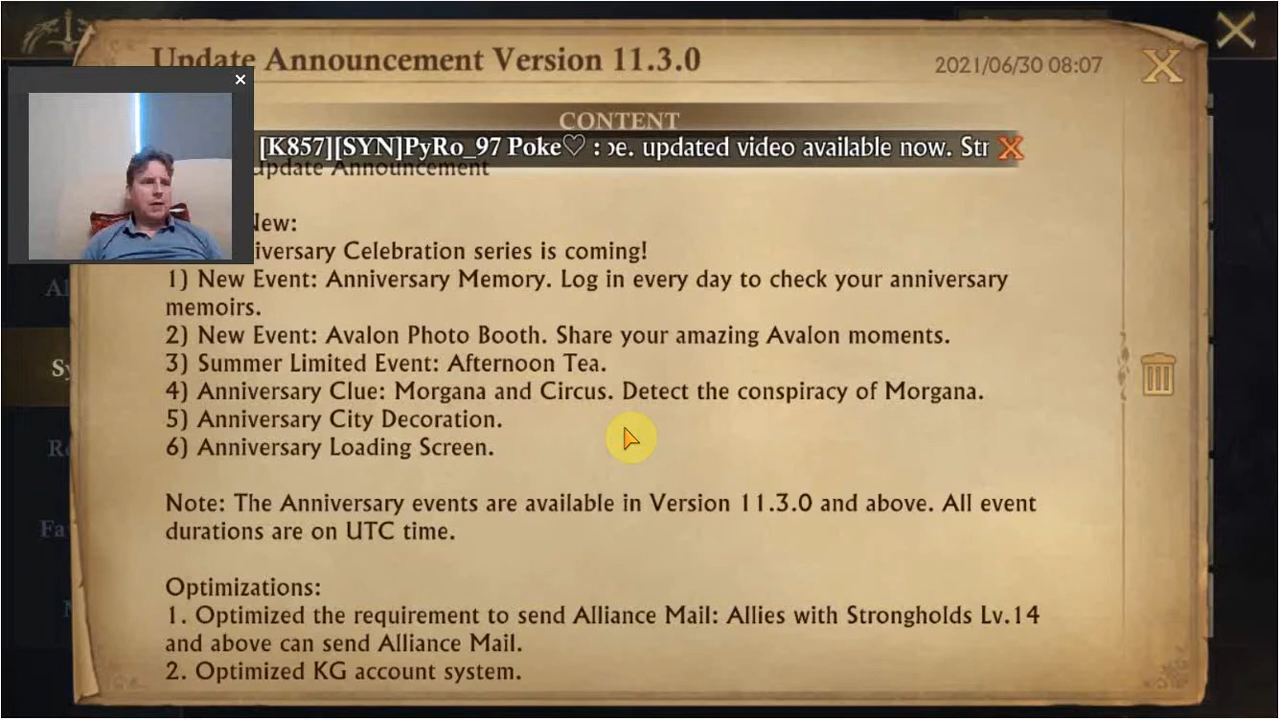 Update Announcement Version 11.3.0
2021/06/30 08:07
CONTENT
[K857][SYN]PyRo_97 Poke♡ : pe. updated video available now. Str
Update Announcement
New:
iversary Celebration series is coming!
1) New Event: Anniversary Memory. Log in every day to check your anniversary
memoirs.
2) New Event: Avalon Photo Booth. Share your amazing Avalon moments.
3) Summer Limited Event: Afternoon Tea.
4) Anniversary Clue: Morgana and Circus. Detect the conspiracy of Morgana.
5) Anniversary City Decoration.
6) Anniversary Loading Screen.
Note: The Anniversary events are available in Version 11.3.0 and above. All event
durations are on UTC time.
Optimizations:
1. Optimized the requirement to send Alliance Mail: Allies with Strongholds Lv.14
and above can send Alliance Mail.
2. Optimized KG account system.